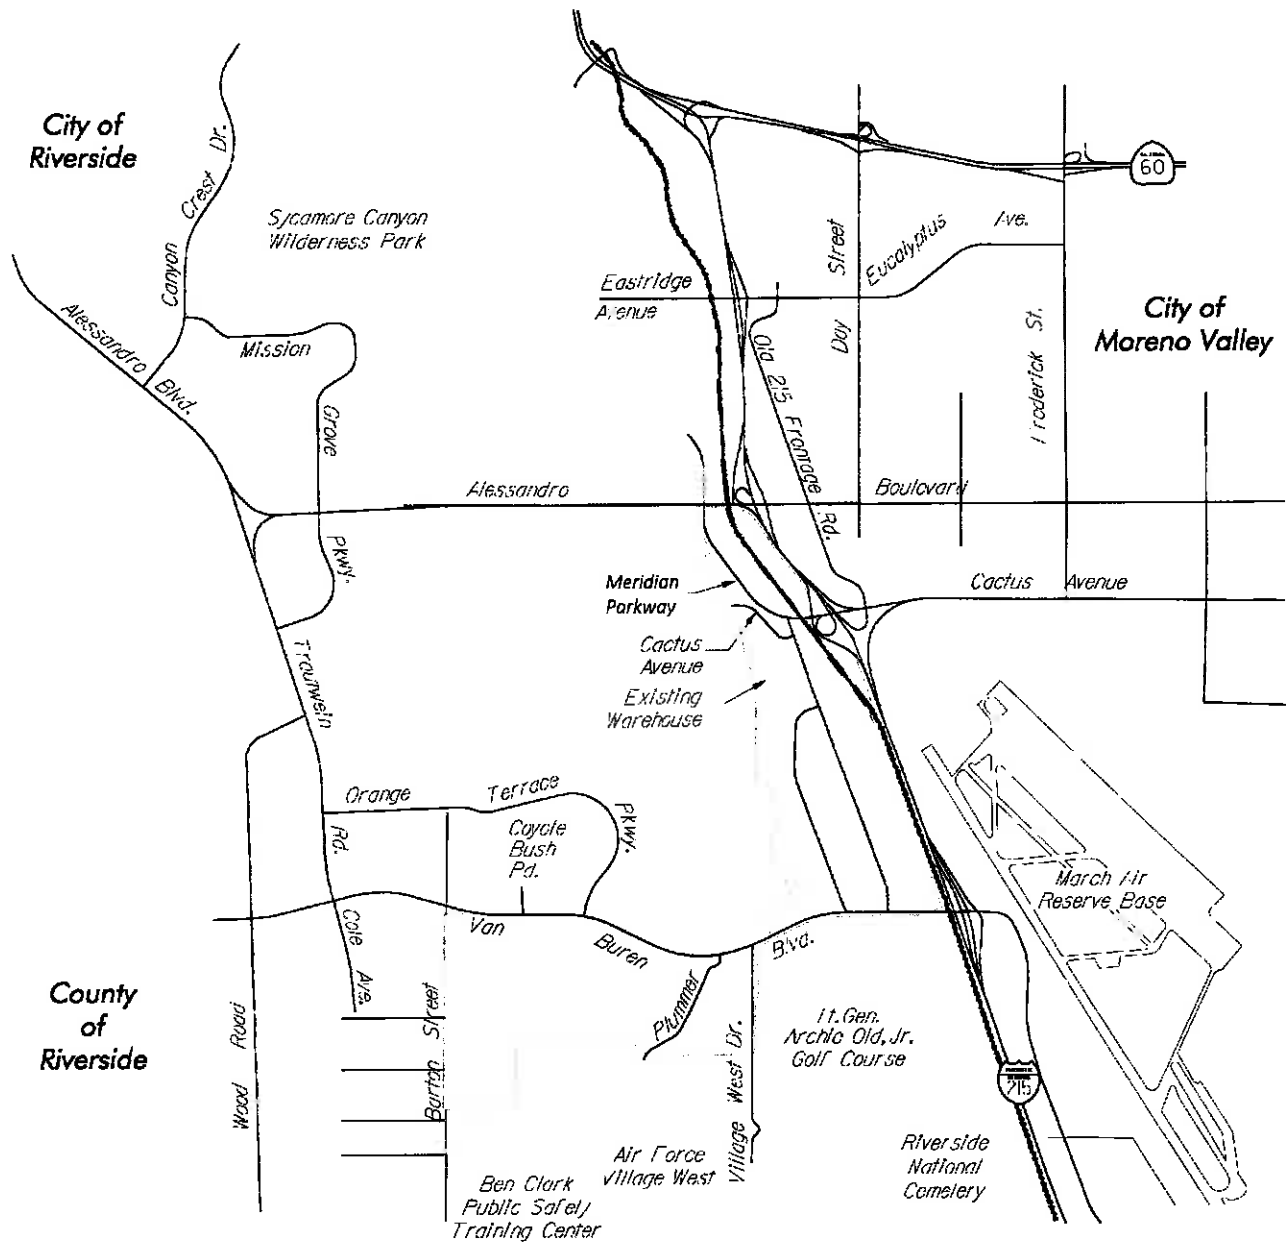 City of
Riverside
Canyon Crest Dr.
Sycamore Canyon
Wilderness Park
60
Street
Day
Eucalyptus Ave.
Eastridge
Avenue
City of
Moreno Valley
Alessandro Blvd.
Mission
Grove
Pkwy.
Old 215 Frontage Rd.
Frederick St.
Alessandro
Boulevard
Meridian
Parkway
Cactus Avenue
Cactus
Avenue
Existing
Warehouse
Trautwein
Rd.
Orange Terrace
Pkwy.
Coyote
Bush
Rd.
March Air
Reserve Base
Cole Ave.
Van Buren Blvd.
County
of
Riverside
Wood Road
Barton Street
Plummer
Village West Dr.
Lt. Gen.
Archie Old, Jr.
Golf Course
215
Air Force
Village West
Riverside
National
Cemetery
Ben Clark
Public Safety
Training Center